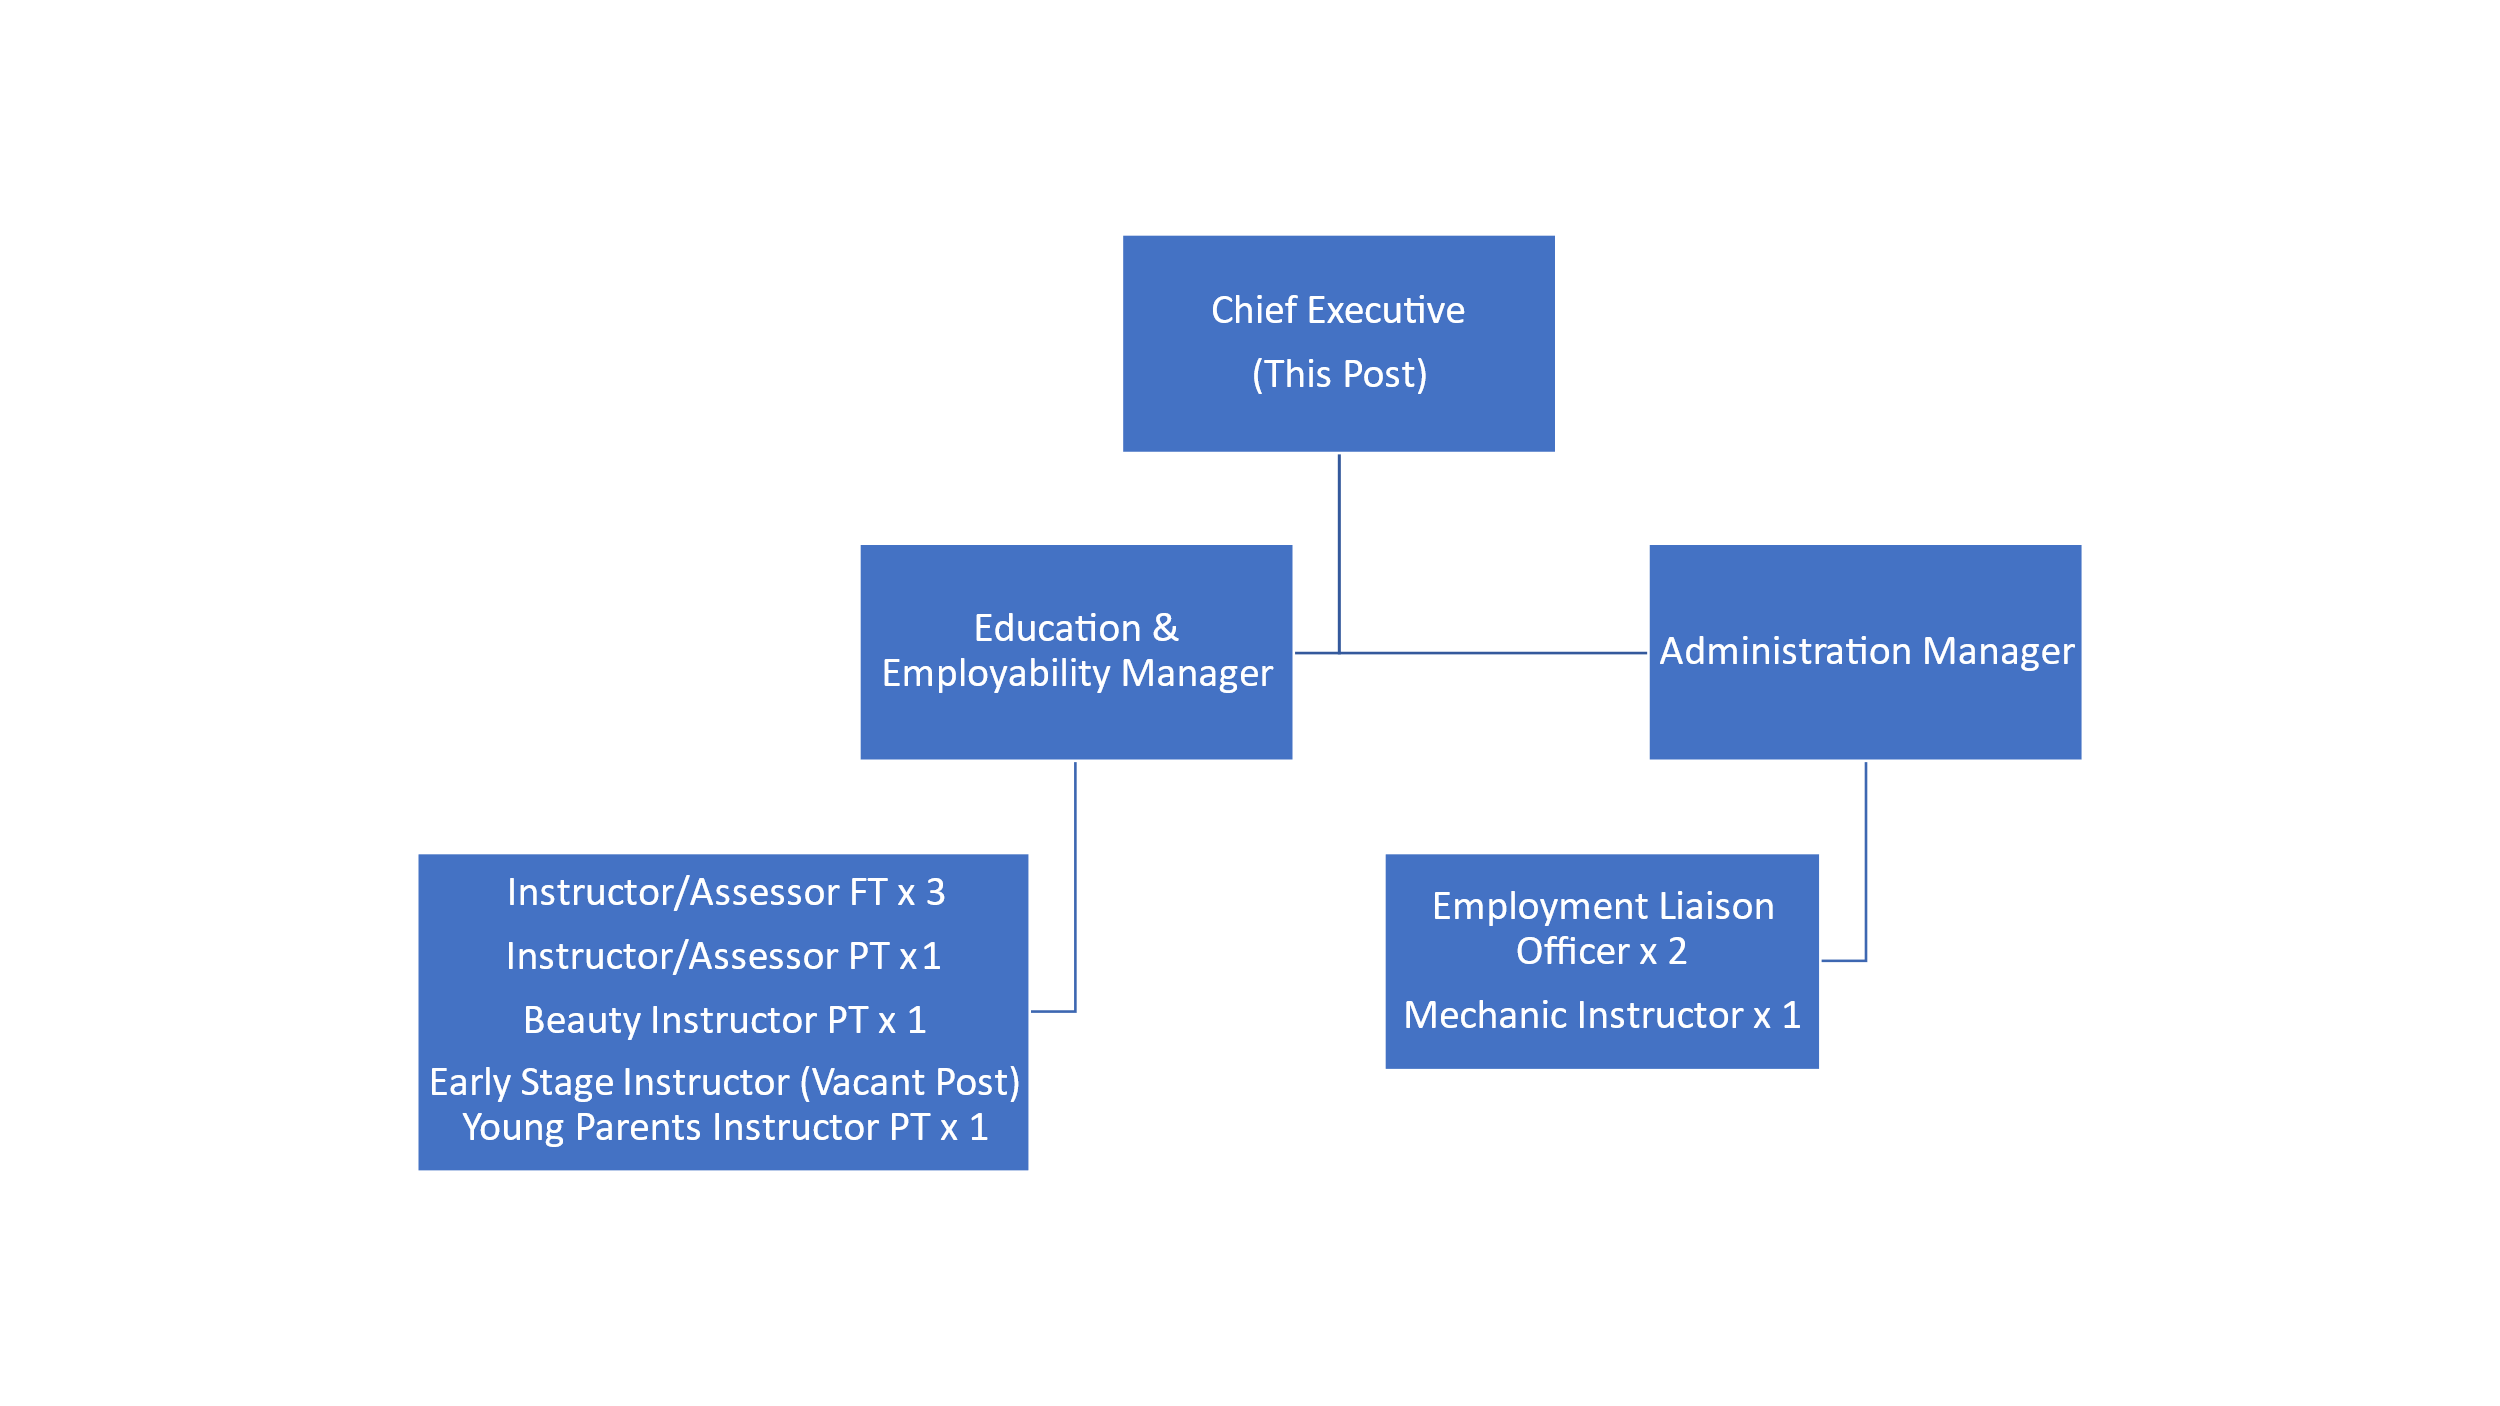 Chief Executive
(This Post)
Education &
Employability Manager
Administration Manager
Instructor/Assessor FT x 3
Instructor/Assessor PT x 1
Beauty Instructor PT x 1
Early Stage Instructor (Vacant Post)
Young Parents Instructor PT x 1
Employment Liaison
Officer x 2
Mechanic Instructor x 1